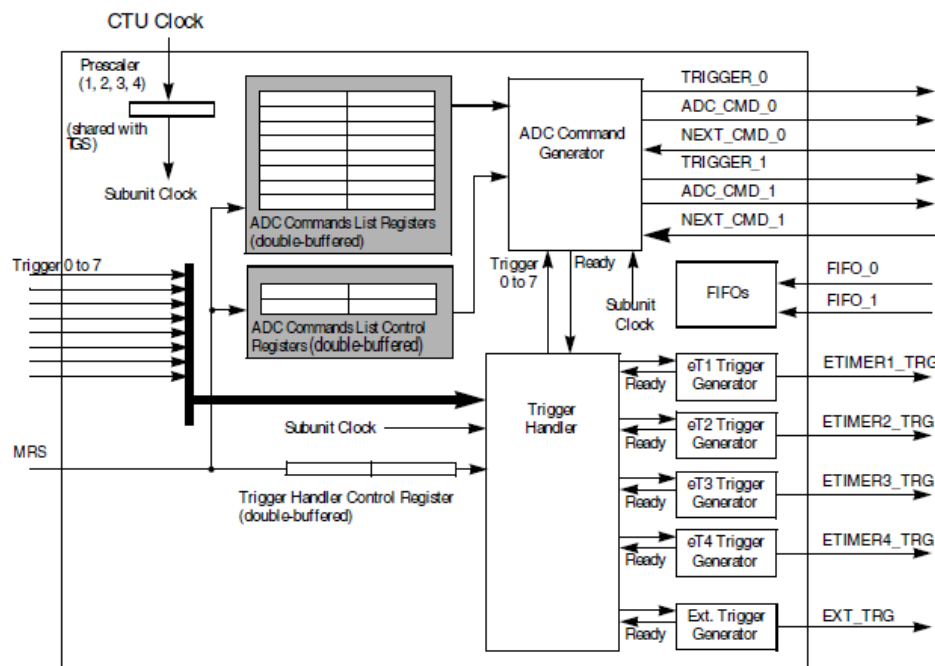 CTU Clock
Prescaler
(1, 2, 3, 4)
(shared with
TGS)
Subunit Clock
ADC Commands List Registers
(double-buffered)
ADC Commands List Control
Registers (double-buffered)
ADC Command
Generator
TRIGGER_0
ADC_CMD_0
NEXT_CMD_0
TRIGGER_1
ADC_CMD_1
NEXT_CMD_1
Trigger 0 to 7
Trigger
0 to 7
Ready
Subunit
Clock
FIFOs
FIFO_0
FIFO_1
Trigger
Handler
Subunit Clock
MRS
Trigger Handler Control Register
(double-buffered)
Ready
eT1 Trigger
Generator
ETIMER1_TRG
Ready
eT2 Trigger
Generator
ETIMER2_TRG
Ready
eT3 Trigger
Generator
ETIMER3_TRG
Ready
eT4 Trigger
Generator
ETIMER4_TRG
Ready
Ext. Trigger
Generator
EXT_TRG